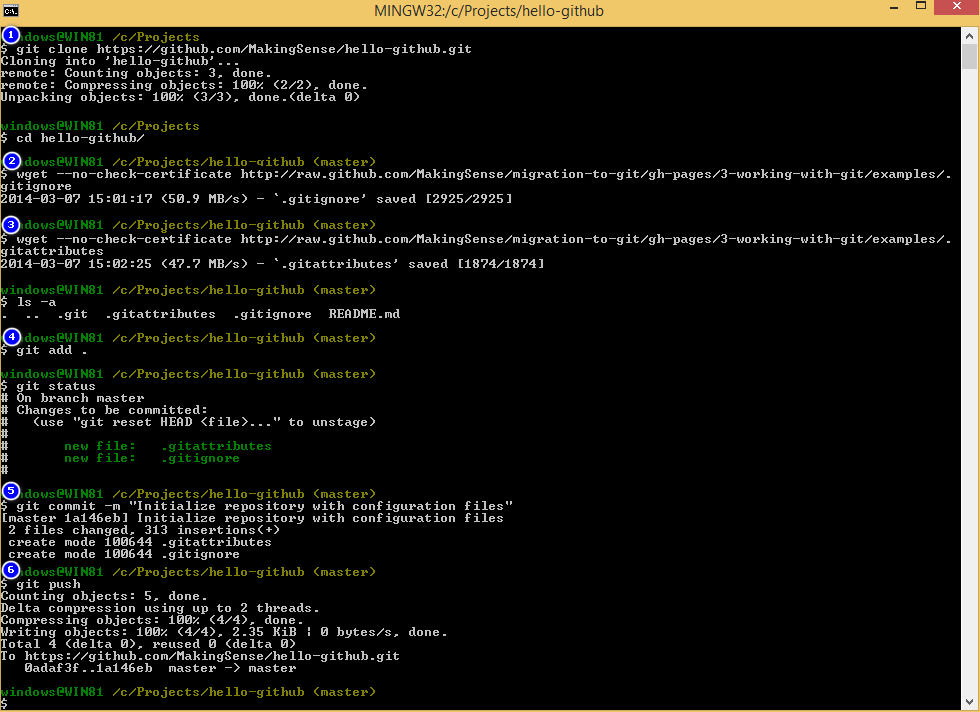 MINGW32:/c/Projects/hello-github
1
ndows@WIN81 /c/Projects
$ git clone https://github.com/MakingSense/hello-github.git
Cloning into 'hello-github'...
remote: Counting objects: 3, done.
remote: Compressing objects: 100% (2/2), done.
Unpacking objects: 100% (3/3), done.(delta 0)
windows@WIN81 /c/Projects
$ cd hello-github/
2
ndows@WIN81 /c/Projects/hello-github (master)
$ wget --no-check-certificate http://raw.github.com/MakingSense/migration-to-git/gh-pages/3-working-with-git/examples/.
gitignore
2014-03-07 15:01:17 (50.9 MB/s) - `.gitignore' saved [2925/2925]
3
ndows@WIN81 /c/Projects/hello-github (master)
$ wget --no-check-certificate http://raw.github.com/MakingSense/migration-to-git/gh-pages/3-working-with-git/examples/.
gitattributes
2014-03-07 15:02:25 (47.7 MB/s) - `.gitattributes' saved [1874/1874]
windows@WIN81 /c/Projects/hello-github (master)
$ ls -a
.  ..  .git  .gitattributes  .gitignore  README.md
4
ndows@WIN81 /c/Projects/hello-github (master)
$ git add .
windows@WIN81 /c/Projects/hello-github (master)
$ git status
# On branch master
# Changes to be committed:
#   (use "git reset HEAD <file>..." to unstage)
#
#       new file:   .gitattributes
#       new file:   .gitignore
#
5
ndows@WIN81 /c/Projects/hello-github (master)
$ git commit -m "Initialize repository with configuration files"
[master 1a146eb] Initialize repository with configuration files
 2 files changed, 313 insertions(+)
 create mode 100644 .gitattributes
 create mode 100644 .gitignore
6
ndows@WIN81 /c/Projects/hello-github (master)
$ git push
Counting objects: 5, done.
Delta compression using up to 2 threads.
Compressing objects: 100% (4/4), done.
Writing objects: 100% (4/4), 2.35 KiB | 0 bytes/s, done.
Total 4 (delta 0), reused 0 (delta 0)
To https://github.com/MakingSense/hello-github.git
   0adaf3f..1a146eb  master -> master
windows@WIN81 /c/Projects/hello-github (master)
$